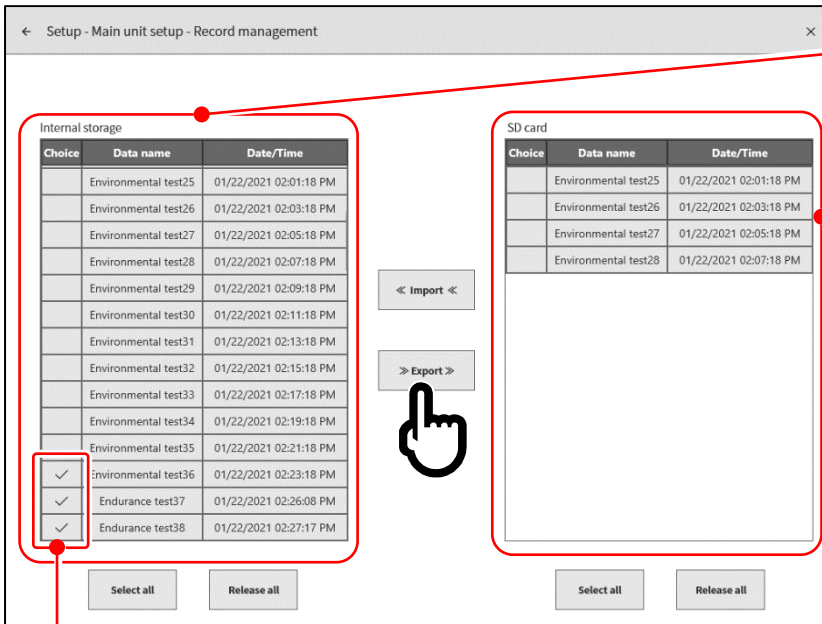 ← Setup - Main unit setup - Record management ×
Internal storage
Choice Data name Date/Time
Environmental test25 01/22/2021 02:01:18 PM
Environmental test26 01/22/2021 02:03:18 PM
Environmental test27 01/22/2021 02:05:18 PM
Environmental test28 01/22/2021 02:07:18 PM
Environmental test29 01/22/2021 02:09:18 PM
Environmental test30 01/22/2021 02:11:18 PM
Environmental test31 01/22/2021 02:13:18 PM
Environmental test32 01/22/2021 02:15:18 PM
Environmental test33 01/22/2021 02:17:18 PM
Environmental test34 01/22/2021 02:19:18 PM
Environmental test35 01/22/2021 02:21:18 PM
✓ Environmental test36 01/22/2021 02:23:18 PM
✓ Endurance test37 01/22/2021 02:26:08 PM
✓ Endurance test38 01/22/2021 02:27:17 PM
Select all Release all
≪ Import ≪
≫ Export ≫
SD card
Choice Data name Date/Time
Environmental test25 01/22/2021 02:01:18 PM
Environmental test26 01/22/2021 02:03:18 PM
Environmental test27 01/22/2021 02:05:18 PM
Environmental test28 01/22/2021 02:07:18 PM
Select all Release all